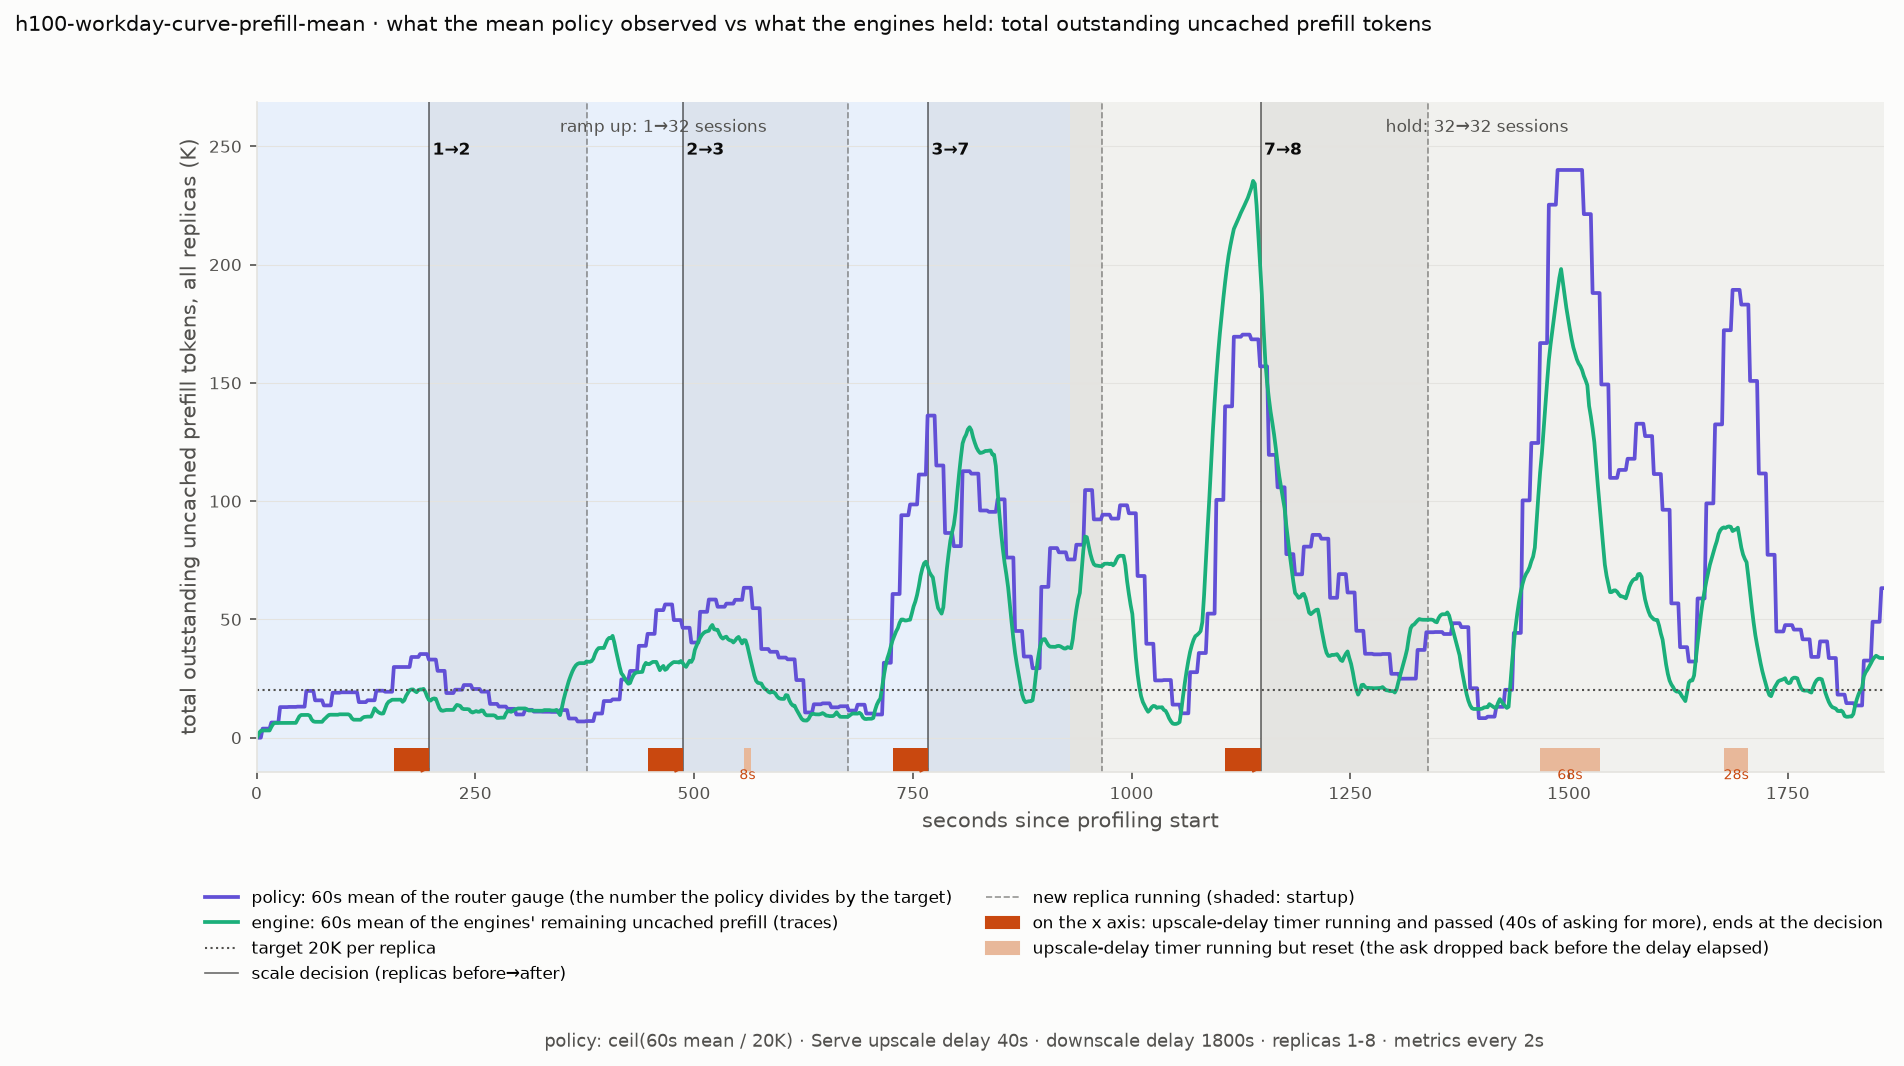 h100-workday-curve-prefill-mean · what the mean policy observed vs what the engines held: total outstanding uncached prefill tokens
ramp up: 1→32 sessions
hold: 32→32 sessions
1→2
2→3
3→7
7→8
total outstanding uncached prefill tokens, all replicas (K)
250
200
150
100
50
0
8s
68s
28s
0
250
500
750
1000
1250
1500
1750
seconds since profiling start
policy: 60s mean of the router gauge (the number the policy divides by the target)
engine: 60s mean of the engines' remaining uncached prefill (traces)
target 20K per replica
scale decision (replicas before→after)
new replica running (shaded: startup)
on the x axis: upscale-delay timer running and passed (40s of asking for more), ends at the decision
upscale-delay timer running but reset (the ask dropped back before the delay elapsed)
policy: ceil(60s mean / 20K) · Serve upscale delay 40s · downscale delay 1800s · replicas 1-8 · metrics every 2s